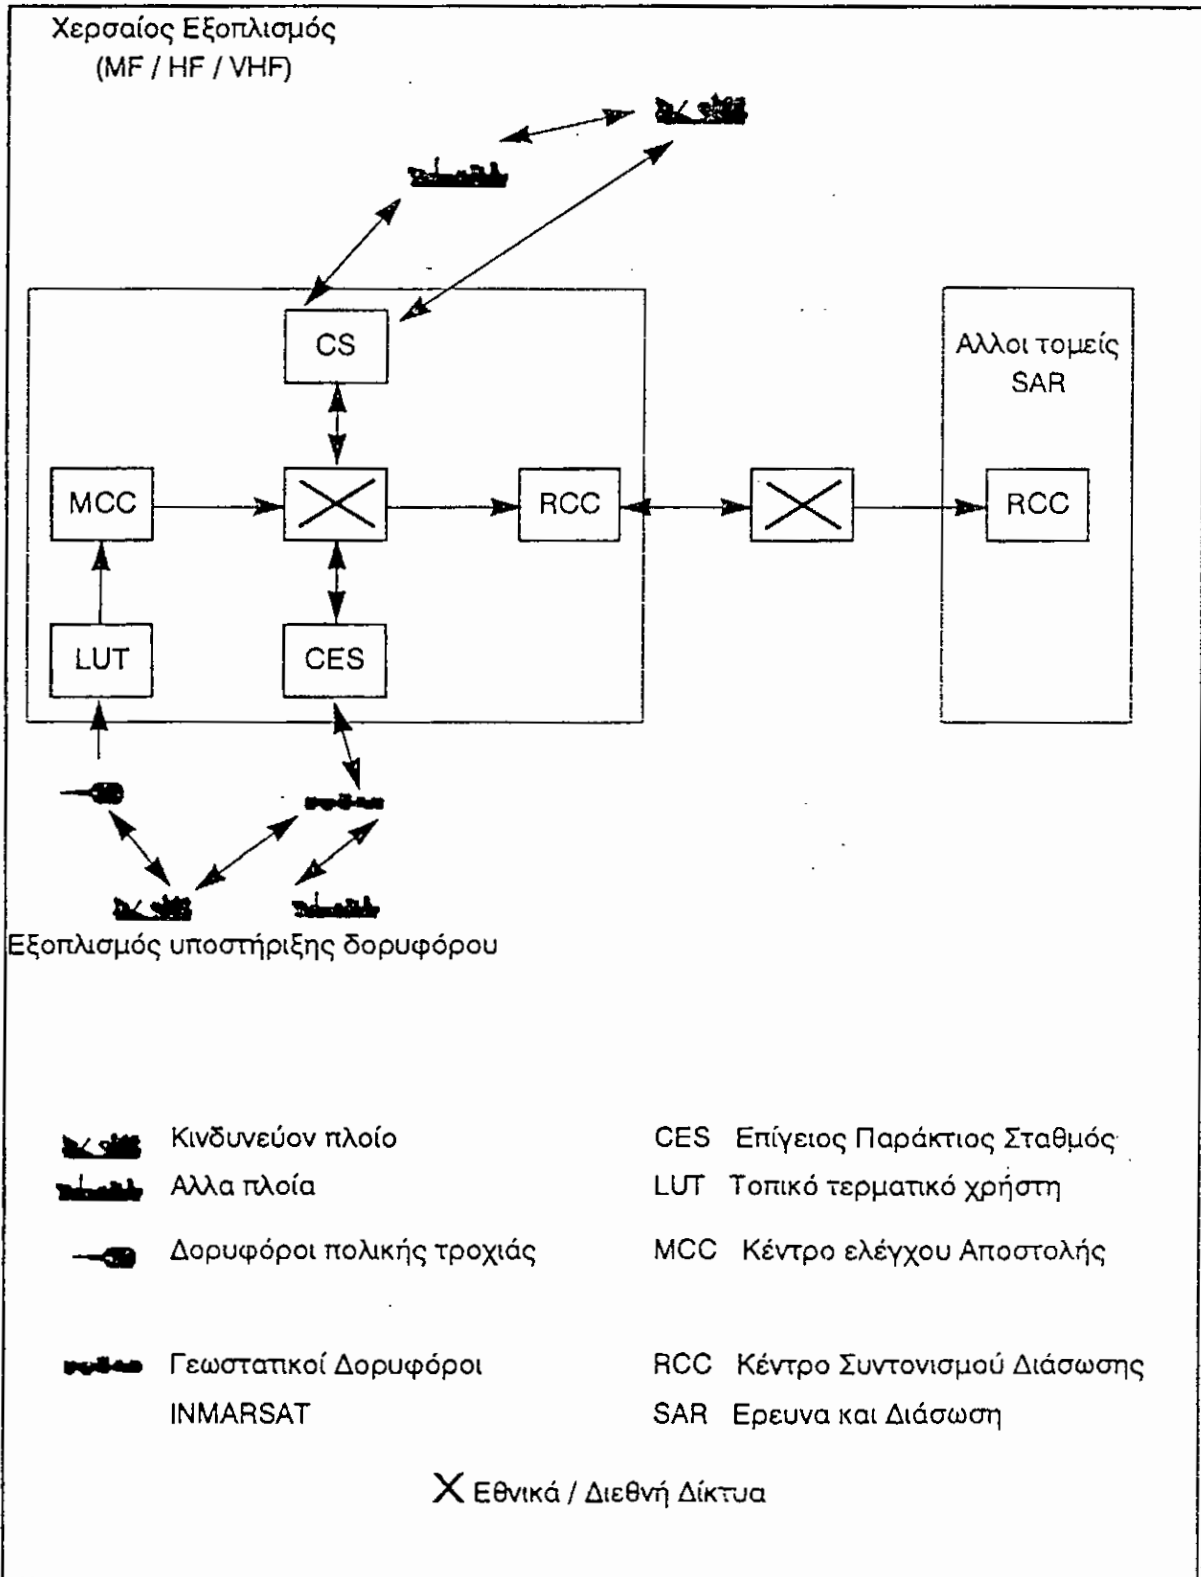 Χερσαίος Εξοπλισμός
(MF / HF / VHF)
CS
Αλλοι τομείς
SAR
MCC
RCC
RCC
LUT
CES
Εξοπλισμός υποστήριξης δορυφόρου
Κινδυνεύον πλοίο
CES Επίγειος Παράκτιος Σταθμός
Αλλα πλοία
LUT Τοπικό τερματικό χρήστη
Δορυφόροι πολικής τροχιάς
MCC Κέντρο ελέγχου Αποστολής
Γεωστατικοί Δορυφόροι
INMARSAT
RCC Κέντρο Συντονισμού Διάσωσης
SAR Ερευνα και Διάσωση
X Εθνικά / Διεθνή Δίκτυα